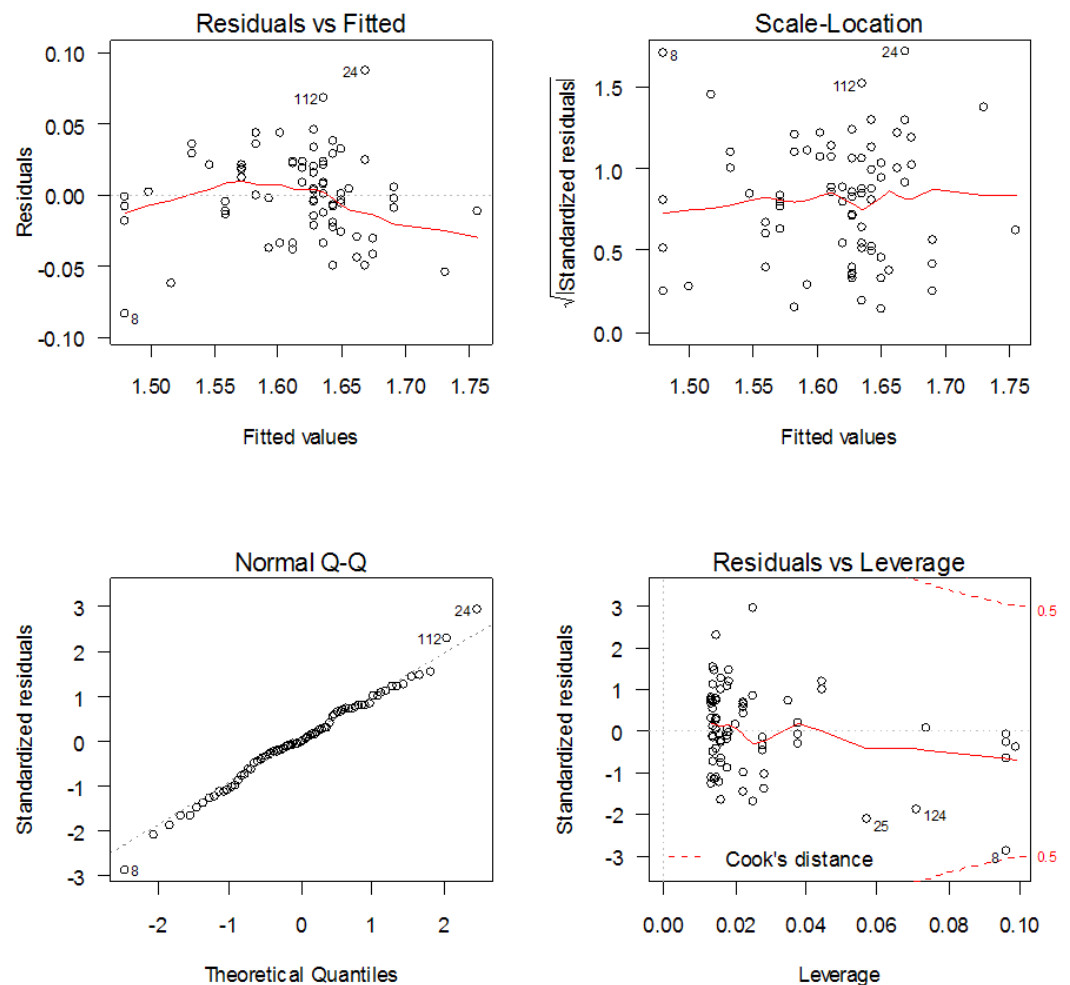 Residuals vs Fitted
Residuals
0.10
0.05
0.00
-0.05
-0.10
24
112
8
1.50 1.55 1.60 1.65 1.70 1.75
Fitted values
Scale-Location
√|Standardized residuals|
1.5
1.0
0.5
0.0
8
24
112
1.50 1.55 1.60 1.65 1.70 1.75
Fitted values
Normal Q-Q
Standardized residuals
3
2
1
0
-1
-2
-3
24
112
8
-2 -1 0 1 2
Theoretical Quantiles
Residuals vs Leverage
Standardized residuals
3
2
1
0
-1
-2
-3
0.5
25
124
8
Cook's distance
0.5
0.00 0.02 0.04 0.06 0.08 0.10
Leverage